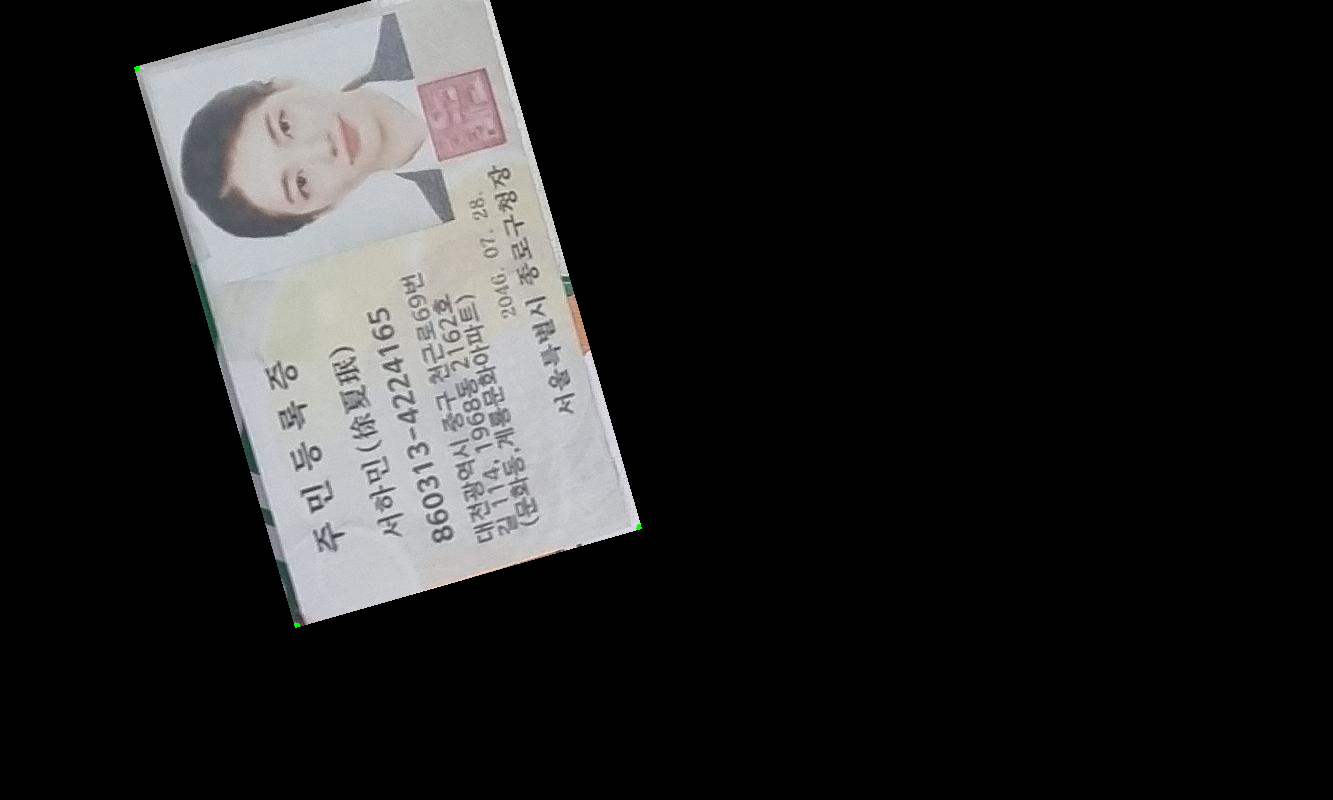 주민등록증
서하민(徐夏珉)
860313-4224165
대전광역시 중구 천근로69번
길 114, 1968동 2162호
(문화동,계룡문화아파트)
2046. 07. 28.
서울특별시 종로구청장